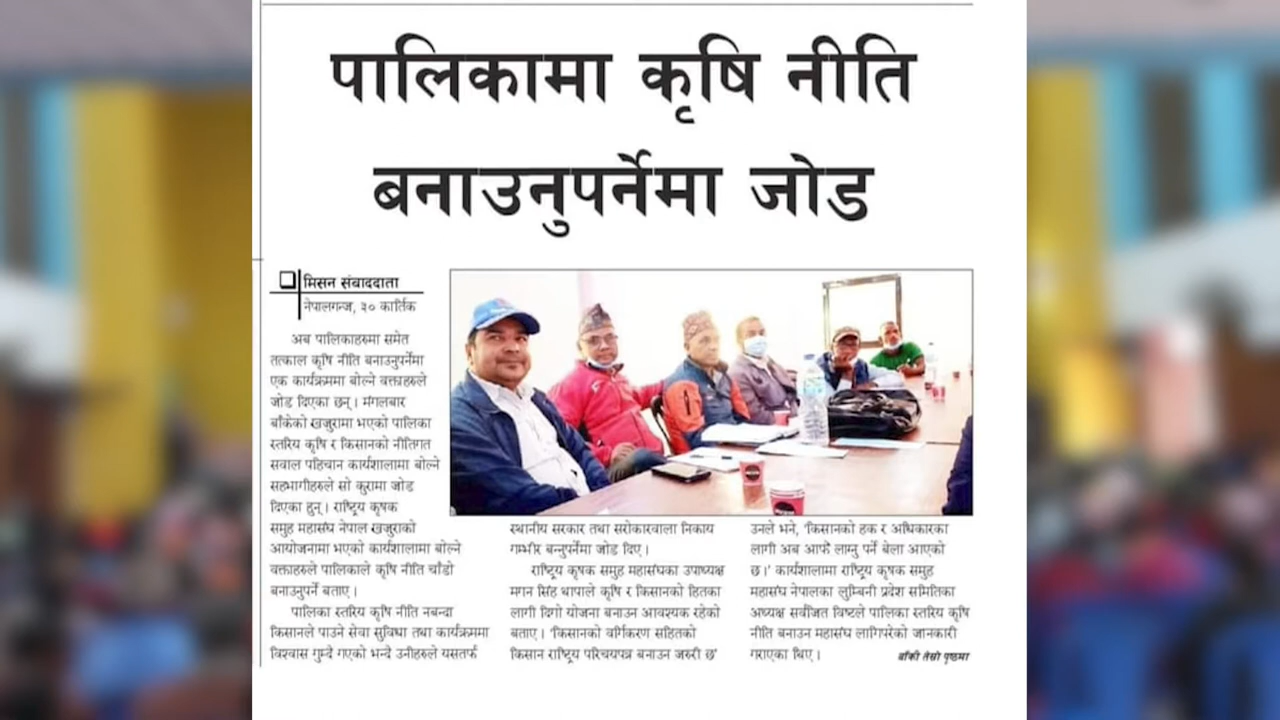 पालिकामा कृषि नीति
बनाउनुपर्नेमा जोड
मिसन संवाददाता
नेपालगन्ज, ३० कार्तिक
अब पालिकाहरुमा समेत
तत्काल कृषि नीति बनाउनुपर्नेमा
एक कार्यक्रममा बोल्ने वक्ताहरुले
जोड दिएका छन् । मंगलबार
बाँकेको खजुरामा भएको पालिका
स्तरिय कृषि र किसानको नीतिगत
सवाल पहिचान कार्यशालामा बोल्ने
सहभागीहरुले सो कुरामा जोड
दिएका हुन् । राष्ट्रिय कृषक
समुह महासंघ नेपाल खजुराको
आयोजनामा भएको कार्यशालामा बोल्ने
वक्ताहरुले पालिकाले कृषि नीति चाँडो
बनाउनुपर्ने बताए ।
पालिका स्तरिय कृषि नीति नबन्दा
किसानले पाउने सेवा सुविधा तथा कार्यक्रममा
विश्वास गुम्दै गएको भन्दै उनीहरुले यसतर्फ
स्थानीय सरकार तथा सरोकारवाला निकाय
गम्भीर बन्नुपर्नेमा जोड दिए ।
राष्ट्रिय कृषक समुह महासंघका उपाध्यक्ष
मगन सिंह थापाले कृषि र किसानको हितका
लागी दिगो योजना बनाउन आवश्यक रहेको
बताए । 'किसानको वर्गिकरण सहितको
किसान राष्ट्रिय परिचयपत्र बनाउन जरुरी छ'
उनले भने, 'किसानको हक र अधिकारका
लागी अब आफैं लाग्नु पर्ने बेला आएको
छ ।' कार्यशालामा राष्ट्रिय कृषक समुह
महासंघ नेपालका लुम्बिनी प्रदेश समितिका
अध्यक्ष सर्वजित विष्टले पालिका स्तरिय कृषि
नीति बनाउन महासंघ लागिपरेको जानकारी
गराएका थिए ।
बाँकी तेस्रो पृष्ठमा